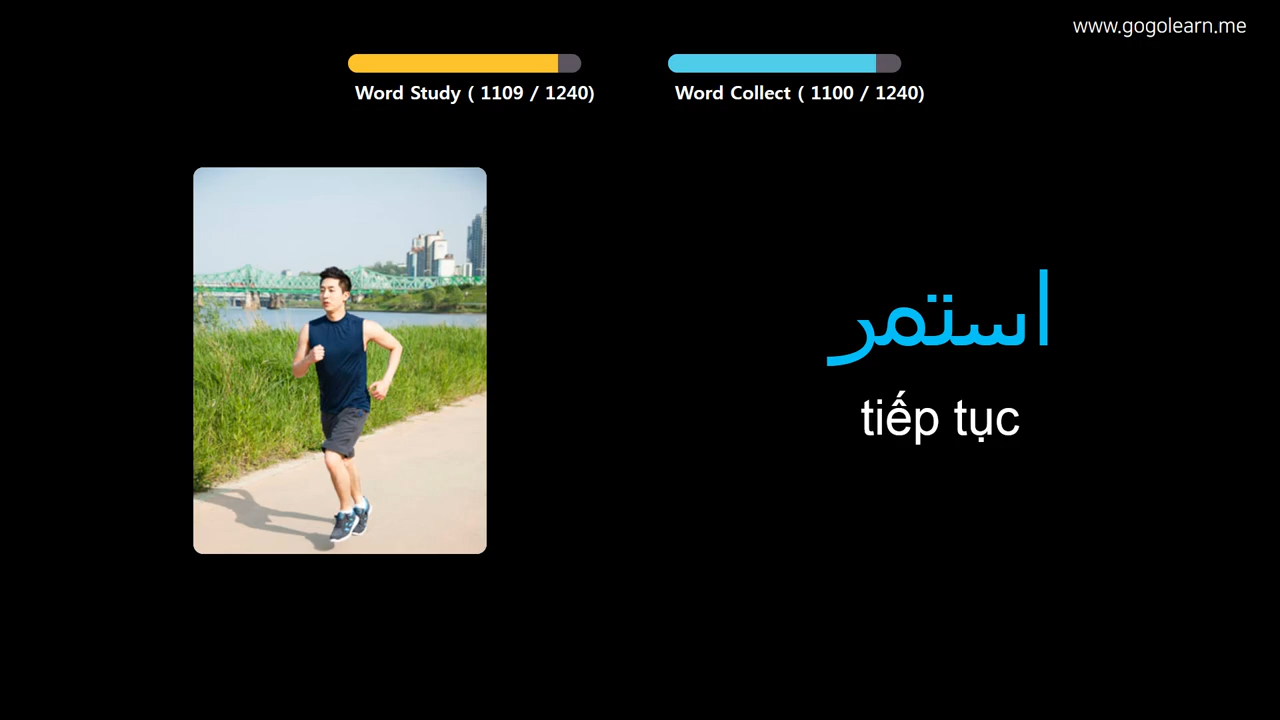 www.gogolearn.me
Word Study ( 1109 / 1240)
Word Collect ( 1100 / 1240)
استمر
tiếp tục